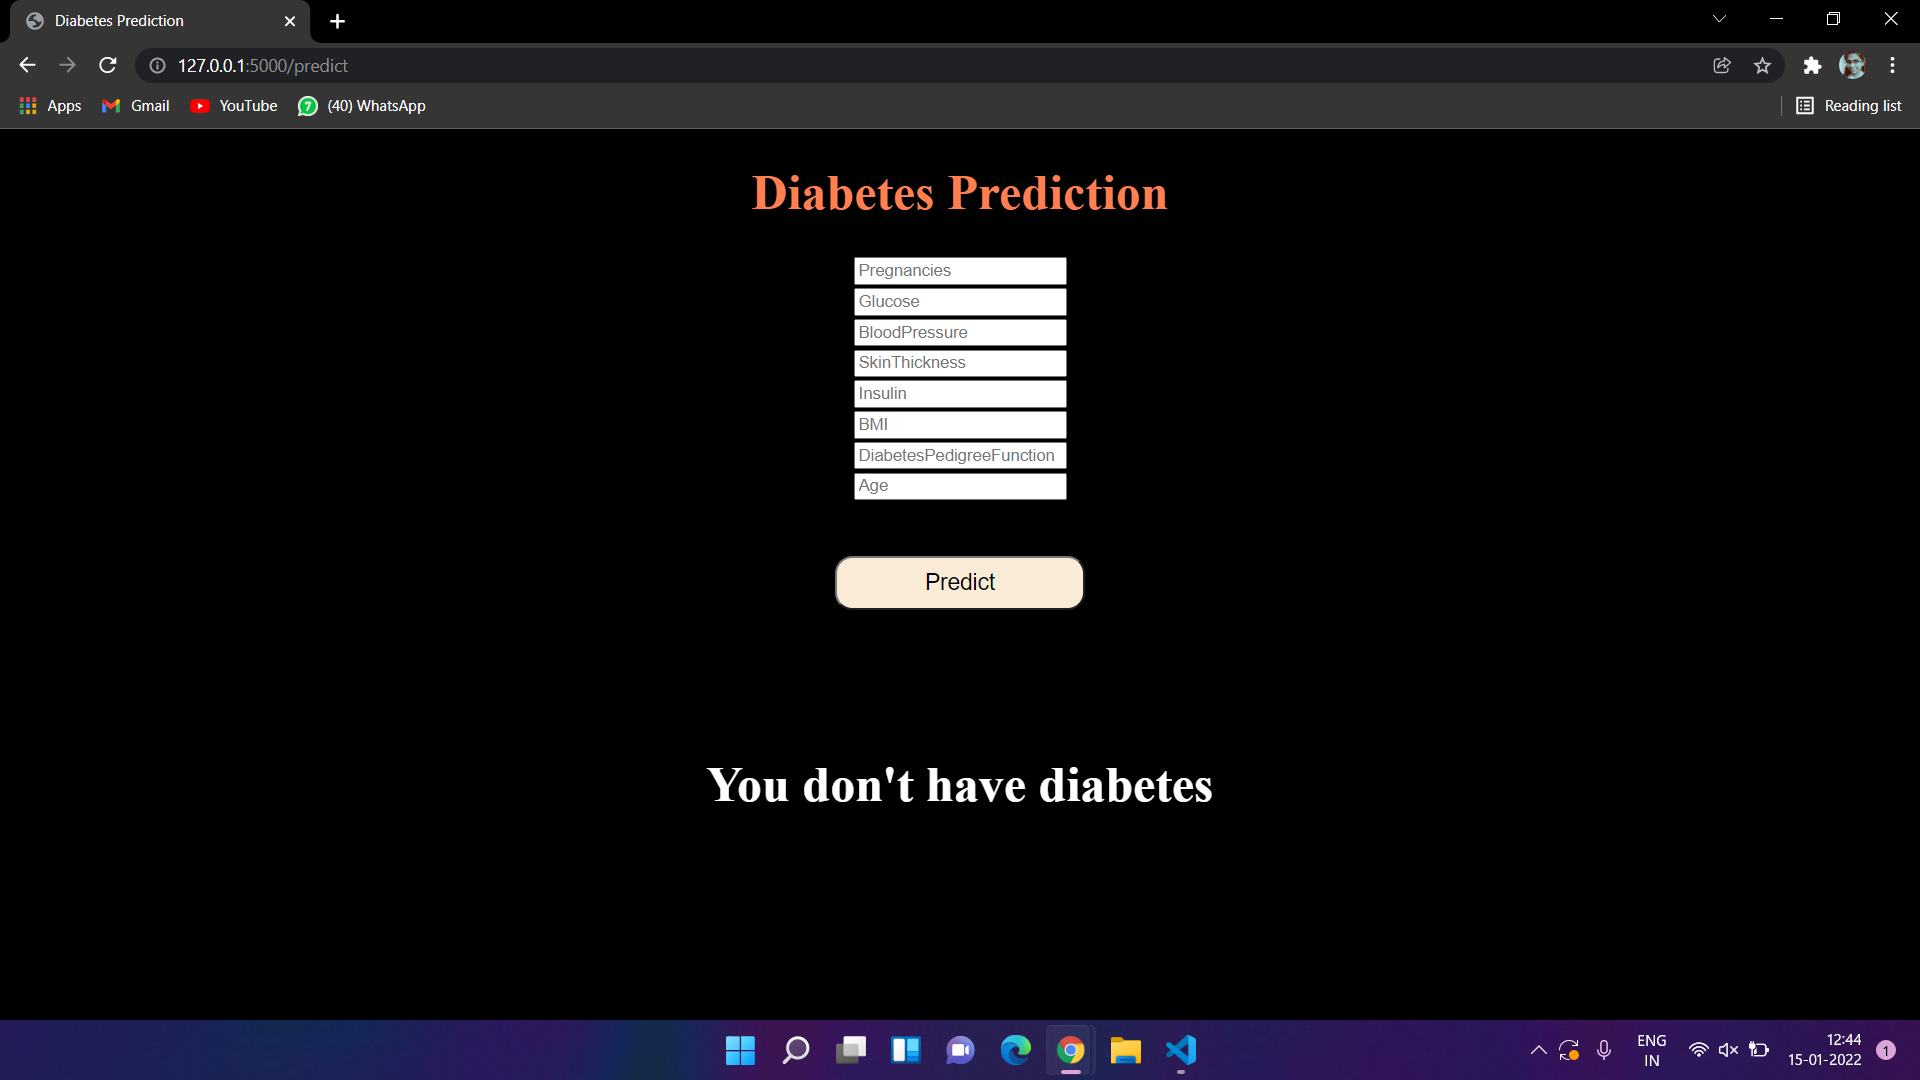 Diabetes Prediction
127.0.0.1:5000/predict
Apps Gmail YouTube 7 (40) WhatsApp Reading list
Diabetes Prediction
Pregnancies
Glucose
BloodPressure
SkinThickness
Insulin
BMI
DiabetesPedigreeFunction
Age
Predict
You don't have diabetes
ENG
IN
12:44
15-01-2022
1